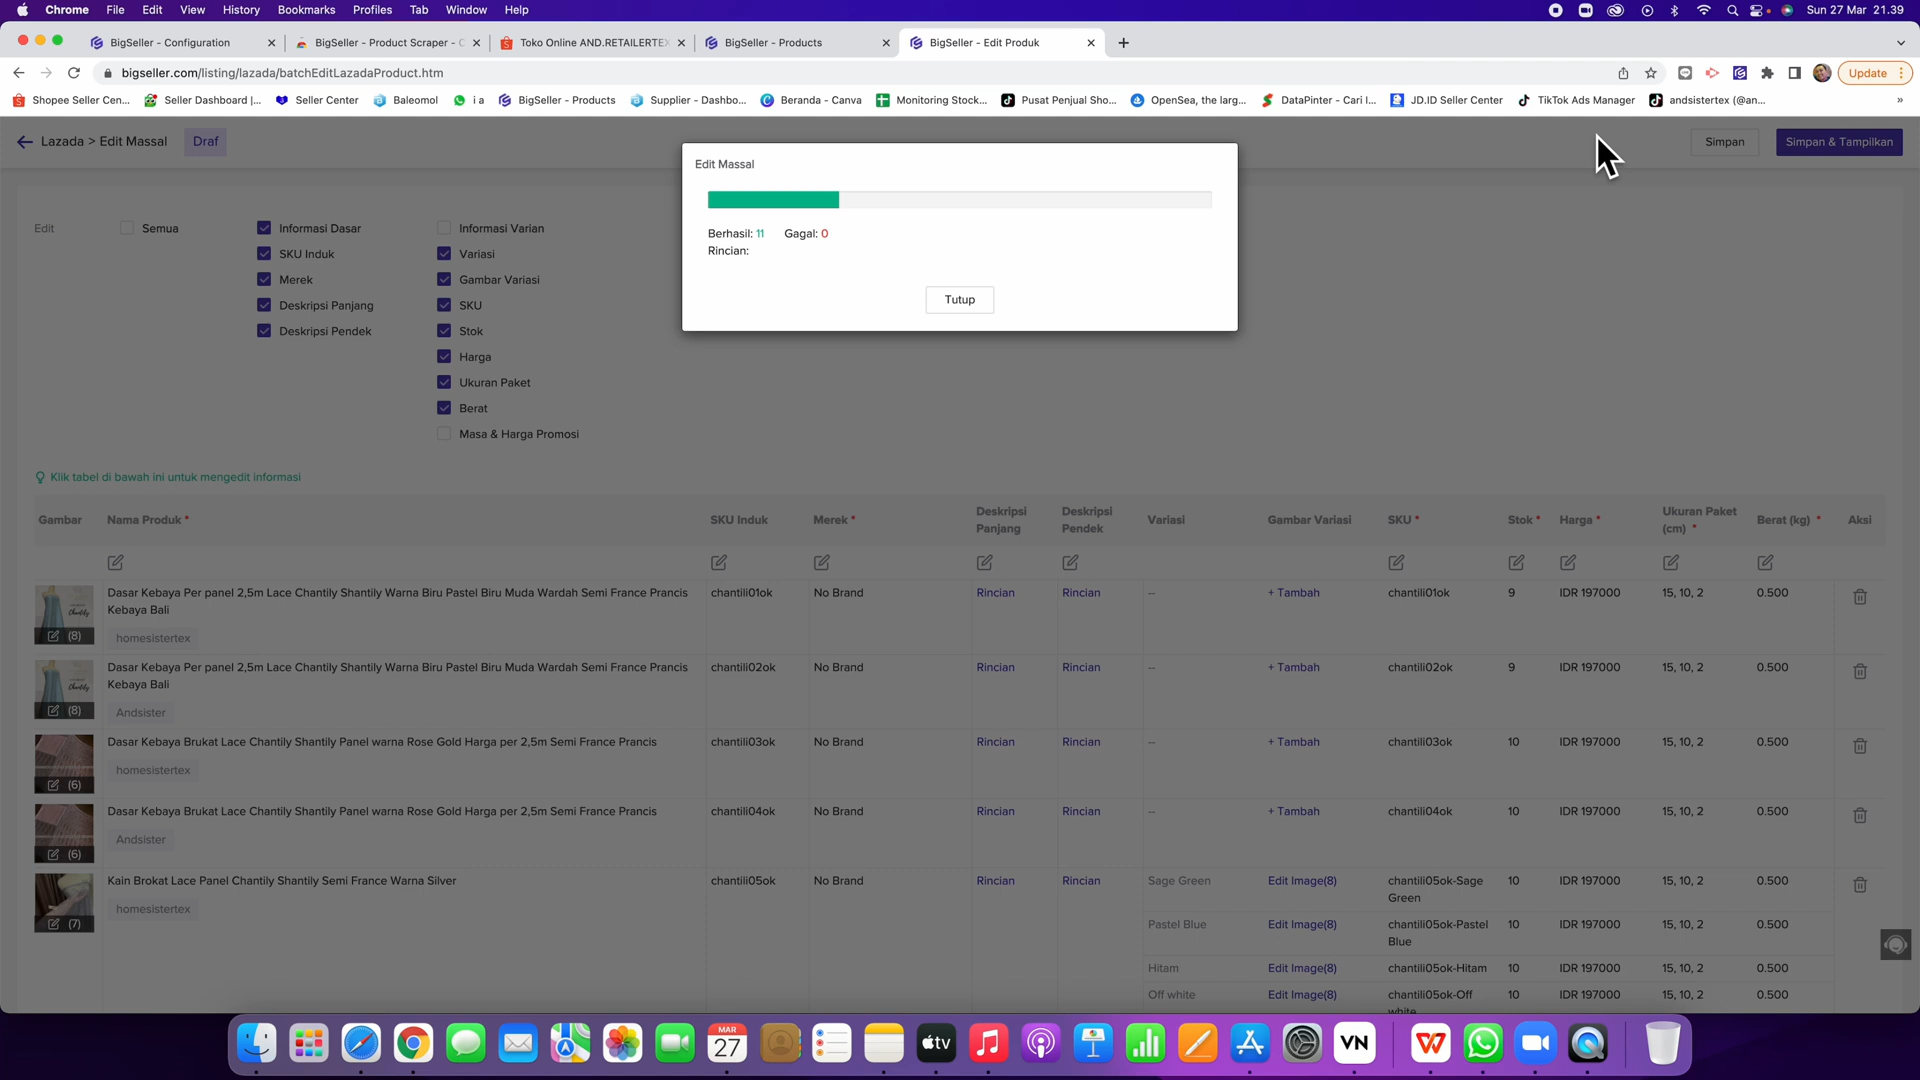 Chrome File Edit View History Bookmarks Profiles Tab Window Help Sun 27 Mar 21.39
BigSeller - Configuration BigSeller - Product Scraper - C Toko Online AND.RETAILERTEX BigSeller - Products BigSeller - Edit Produk
bigseller.com/listing/lazada/batchEditLazadaProduct.htm Update
Shopee Seller Cen... Seller Dashboard |... Seller Center Baleomol i a BigSeller - Products Supplier - Dashbo... Beranda - Canva Monitoring Stock... Pusat Penjual Sho... OpenSea, the larg... DataPinter - Cari I... JD.ID Seller Center TikTok Ads Manager andsistertex (@an... »
Lazada > Edit Massal Draf Simpan Simpan & Tampilkan
Edit Massal
Berhasil: 11 Gagal: 0
Rincian:
Tutup
Edit Semua Informasi Dasar Informasi Varian
SKU Induk Variasi
Merek Gambar Variasi
Deskripsi Panjang SKU
Deskripsi Pendek Stok
Harga
Ukuran Paket
Berat
Masa & Harga Promosi
Klik tabel di bawah ini untuk mengedit informasi
Gambar Nama Produk * SKU Induk Merek * Deskripsi Panjang Deskripsi Pendek Variasi Gambar Variasi SKU * Stok * Harga * Ukuran Paket (cm) * Berat (kg) * Aksi
Dasar Kebaya Per panel 2,5m Lace Chantily Shantily Warna Biru Pastel Biru Muda Wardah Semi France Prancis chantili01ok No Brand Rincian Rincian -- + Tambah chantili01ok 9 IDR 197000 15, 10, 2 0.500
Kebaya Bali
(8) homesistertex
Dasar Kebaya Per panel 2,5m Lace Chantily Shantily Warna Biru Pastel Biru Muda Wardah Semi France Prancis chantili02ok No Brand Rincian Rincian -- + Tambah chantili02ok 9 IDR 197000 15, 10, 2 0.500
Kebaya Bali
(8) Andsister
Dasar Kebaya Brukat Lace Chantily Shantily Panel warna Rose Gold Harga per 2,5m Semi France Prancis chantili03ok No Brand Rincian Rincian -- + Tambah chantili03ok 10 IDR 197000 15, 10, 2 0.500
homesistertex
(6)
Dasar Kebaya Brukat Lace Chantily Shantily Panel warna Rose Gold Harga per 2,5m Semi France Prancis chantili04ok No Brand Rincian Rincian -- + Tambah chantili04ok 10 IDR 197000 15, 10, 2 0.500
Andsister
(6)
Kain Brokat Lace Panel Chantily Shantily Semi France Warna Silver chantili05ok No Brand Rincian Rincian Sage Green Edit Image(8) chantili05ok-Sage 10 IDR 197000 15, 10, 2 0.500
Green
homesistertex
(7) Pastel Blue Edit Image(8) chantili05ok-Pastel 10 IDR 197000 15, 10, 2 0.500
Blue
Hitam Edit Image(8) chantili05ok-Hitam 10 IDR 197000 15, 10, 2 0.500
Off white Edit Image(8) chantili05ok-Off 10 IDR 197000 15, 10, 2 0.500
white
MAR
27 tv VN